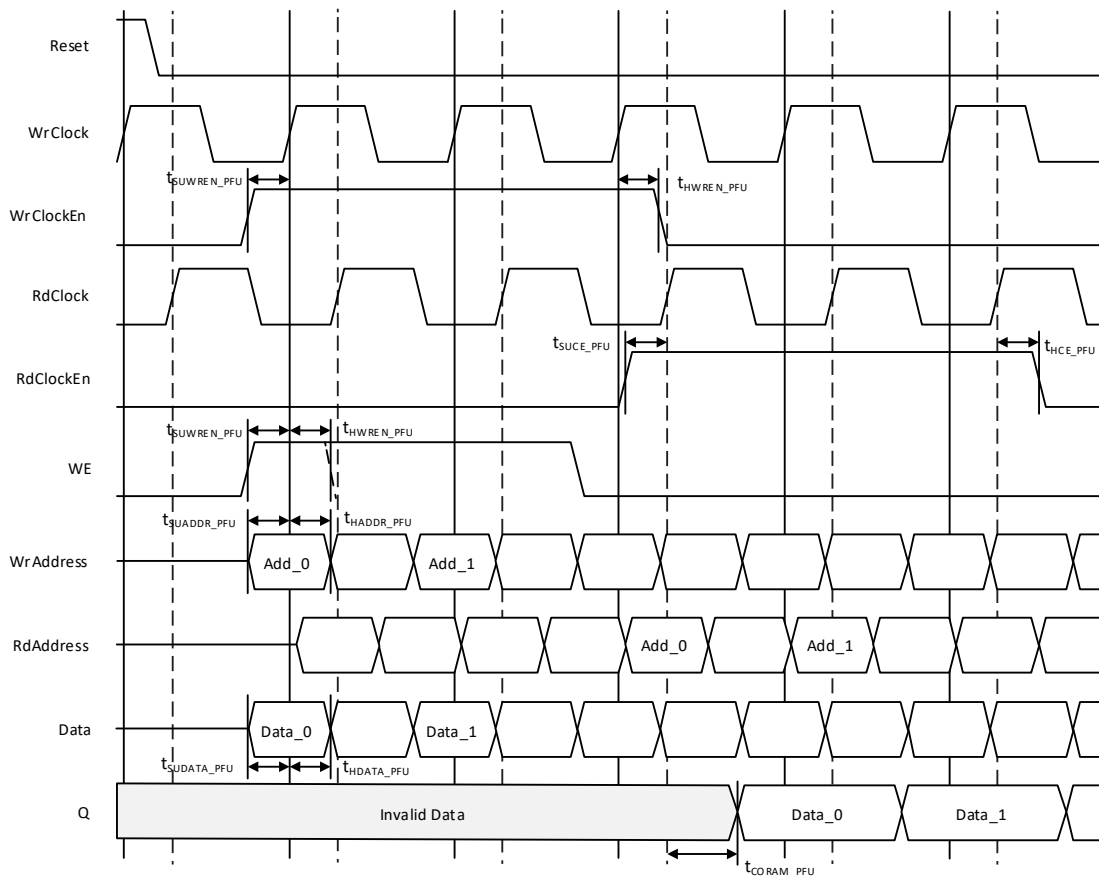 Reset
WrClock
tSUWREN_PFU
tHWREN_PFU
WrClockEn
RdClock
tSUCE_PFU
tHCE_PFU
RdClockEn
tSUWREN_PFU
tHWREN_PFU
WE
tSUADDR_PFU
tHADDR_PFU
WrAddress
Add_0
Add_1
RdAddress
Add_0
Add_1
Data
Data_0
Data_1
tSUDATA_PFU
tHDATA_PFU
Q
Invalid Data
Data_0
Data_1
tCORAM_PFU